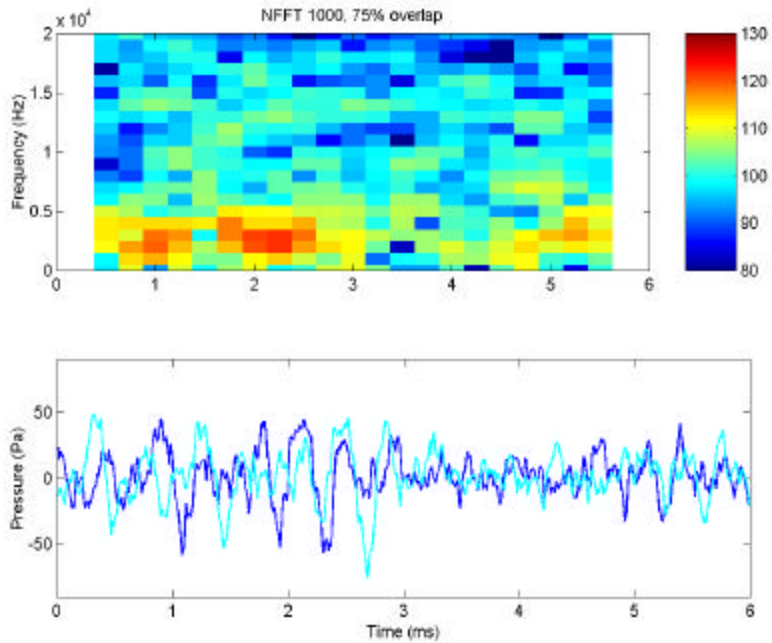 NFFT 1000, 75% overlap
2 x 10⁴
1.5
1
0.5
0
Frequency (Hz)
0 1 2 3 4 5 6
130
120
110
100
90
80
50
0
-50
Pressure (Pa)
0 1 2 3 4 5 6
Time (ms)